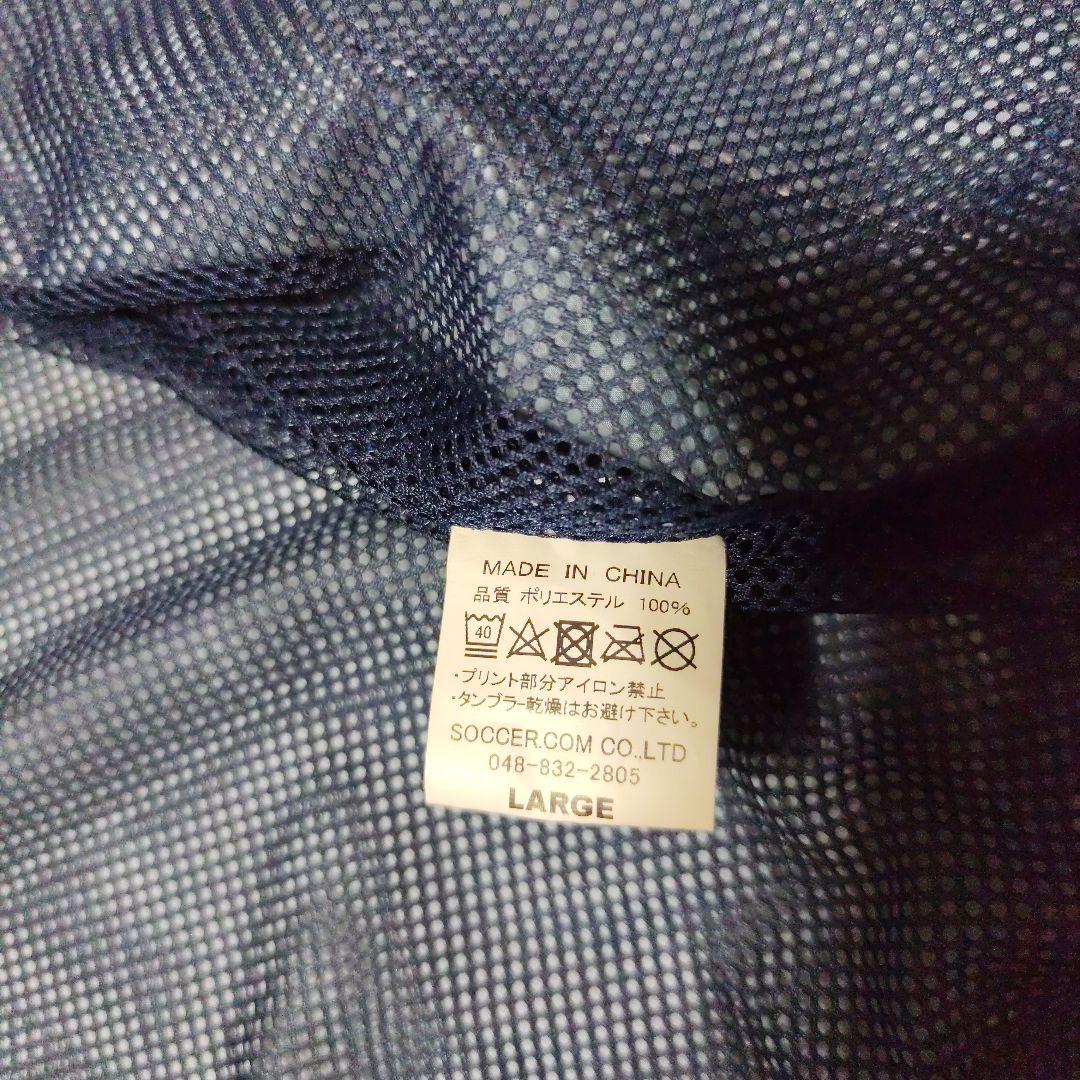 MADE IN CHINA
品質 ポリエステル 100%
40
・プリント部分アイロン禁止
・タンブラー乾燥はお避け下さい。
SOCCER.COM CO.,LTD
048-832-2805
LARGE